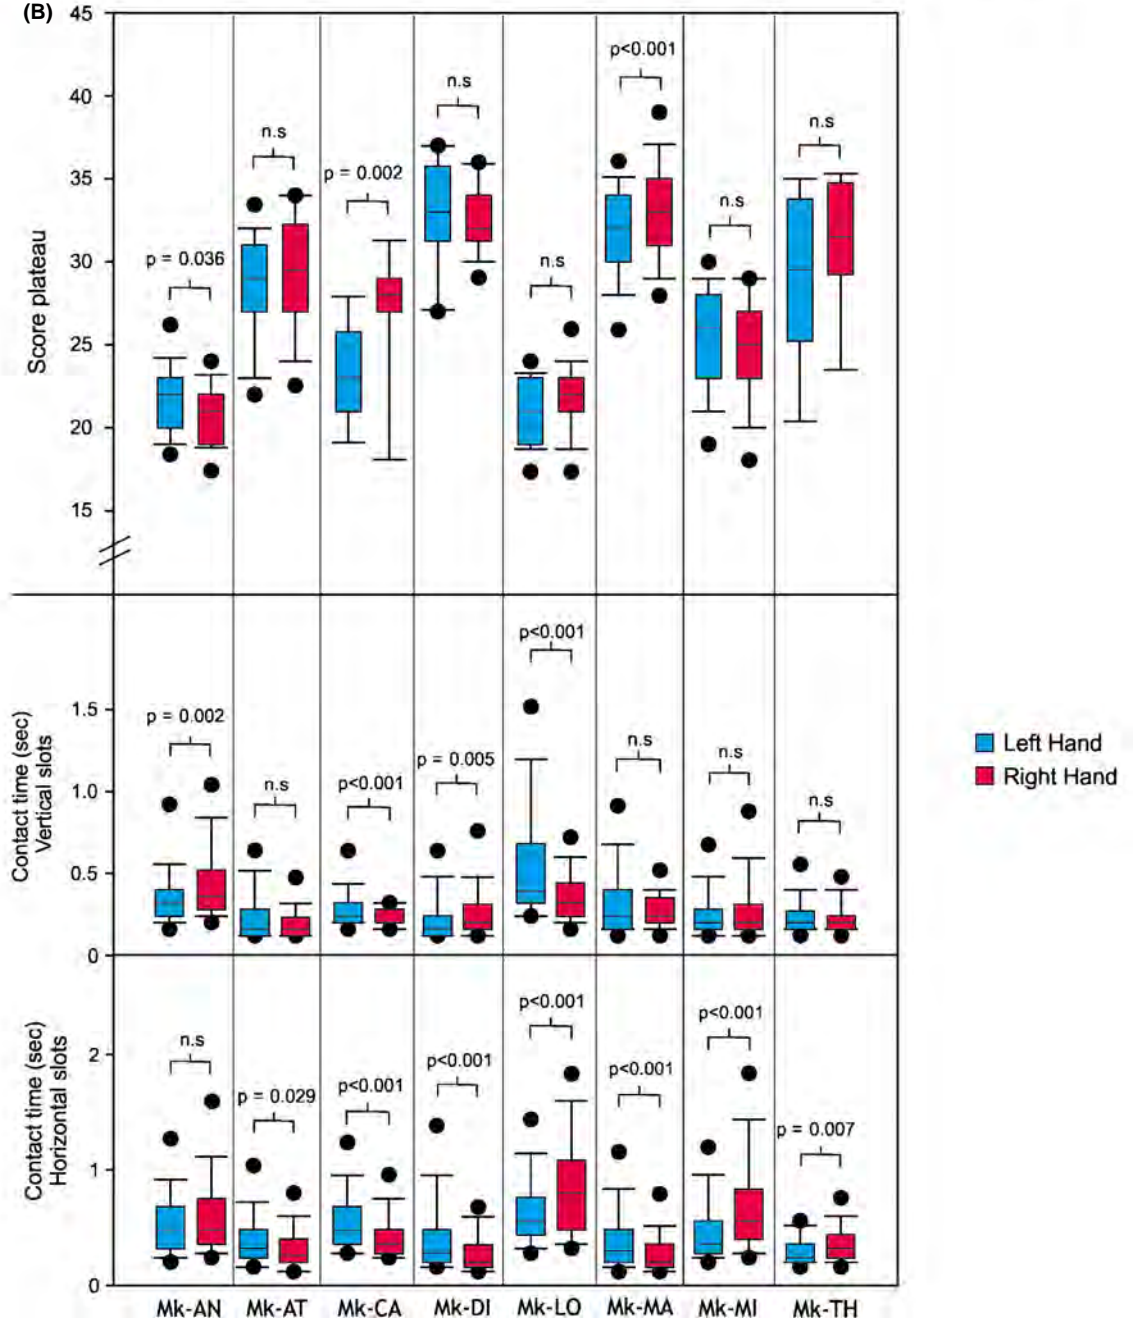 (B)
45
40
35
30
25
20
15
Score plateau
p = 0.036
n.s
p = 0.002
n.s
n.s
p<0.001
n.s
n.s
1.5
1.0
0.5
0
Contact time (sec)
Vertical slots
p = 0.002
n.s
p<0.001
p = 0.005
p<0.001
n.s
n.s
n.s
2
1
0
Contact time (sec)
Horizontal slots
n.s
p = 0.029
p<0.001
p<0.001
p<0.001
p<0.001
p<0.001
p = 0.007
Mk-AN Mk-AT Mk-CA Mk-DI Mk-LO Mk-MA Mk-MI Mk-TH
Left Hand
Right Hand